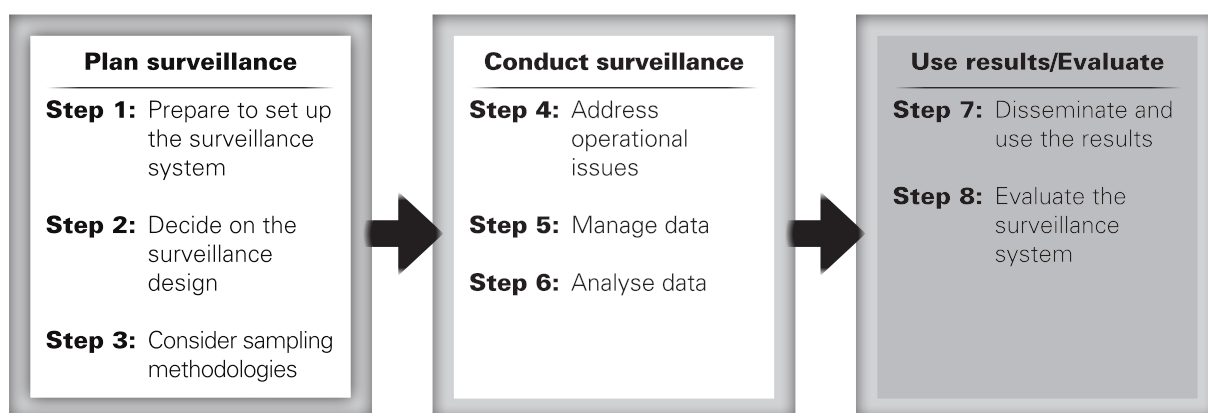 Plan surveillance
Step 1: Prepare to set up
the surveillance
system
Step 2: Decide on the
surveillance
design
Step 3: Consider sampling
methodologies
Conduct surveillance
Step 4: Address
operational
issues
Step 5: Manage data
Step 6: Analyse data
Use results/Evaluate
Step 7: Disseminate and
use the results
Step 8: Evaluate the
surveillance
system